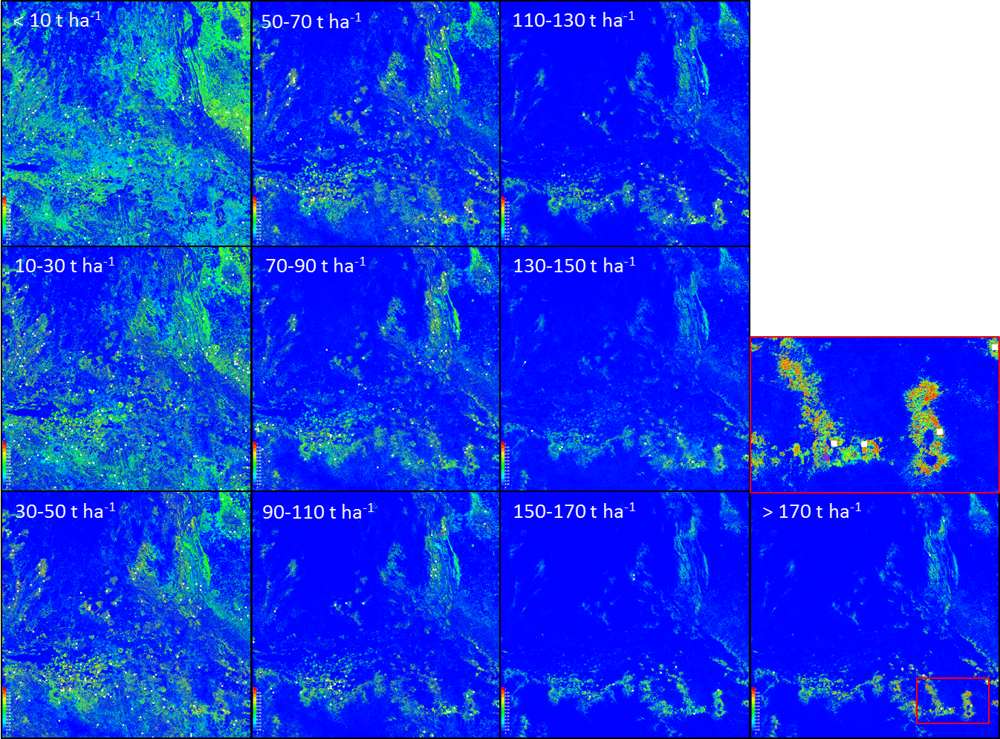 < 10 t ha⁻¹
50-70 t ha⁻¹
110-130 t ha⁻¹
10-30 t ha⁻¹
70-90 t ha⁻¹
130-150 t ha⁻¹
30-50 t ha⁻¹
90-110 t ha⁻¹
150-170 t ha⁻¹
> 170 t ha⁻¹